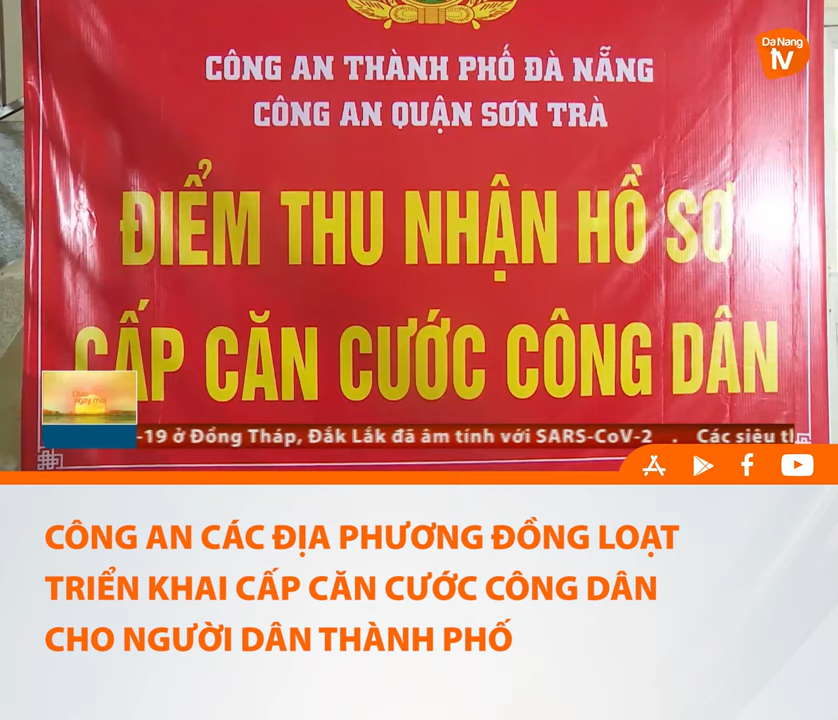 Da Nang
tv
CÔNG AN THÀNH PHỐ ĐÀ NẴNG
CÔNG AN QUẬN SƠN TRÀ
ĐIỂM THU NHẬN HỒ SƠ
CẤP CĂN CƯỚC CÔNG DÂN
Chào
ngày mới
-19 ở Đồng Tháp, Đắk Lắk đã âm tính với SARS-CoV-2 . Các siêu
CÔNG AN CÁC ĐỊA PHƯƠNG ĐỒNG LOẠT
TRIỂN KHAI CẤP CĂN CƯỚC CÔNG DÂN
CHO NGƯỜI DÂN THÀNH PHỐ